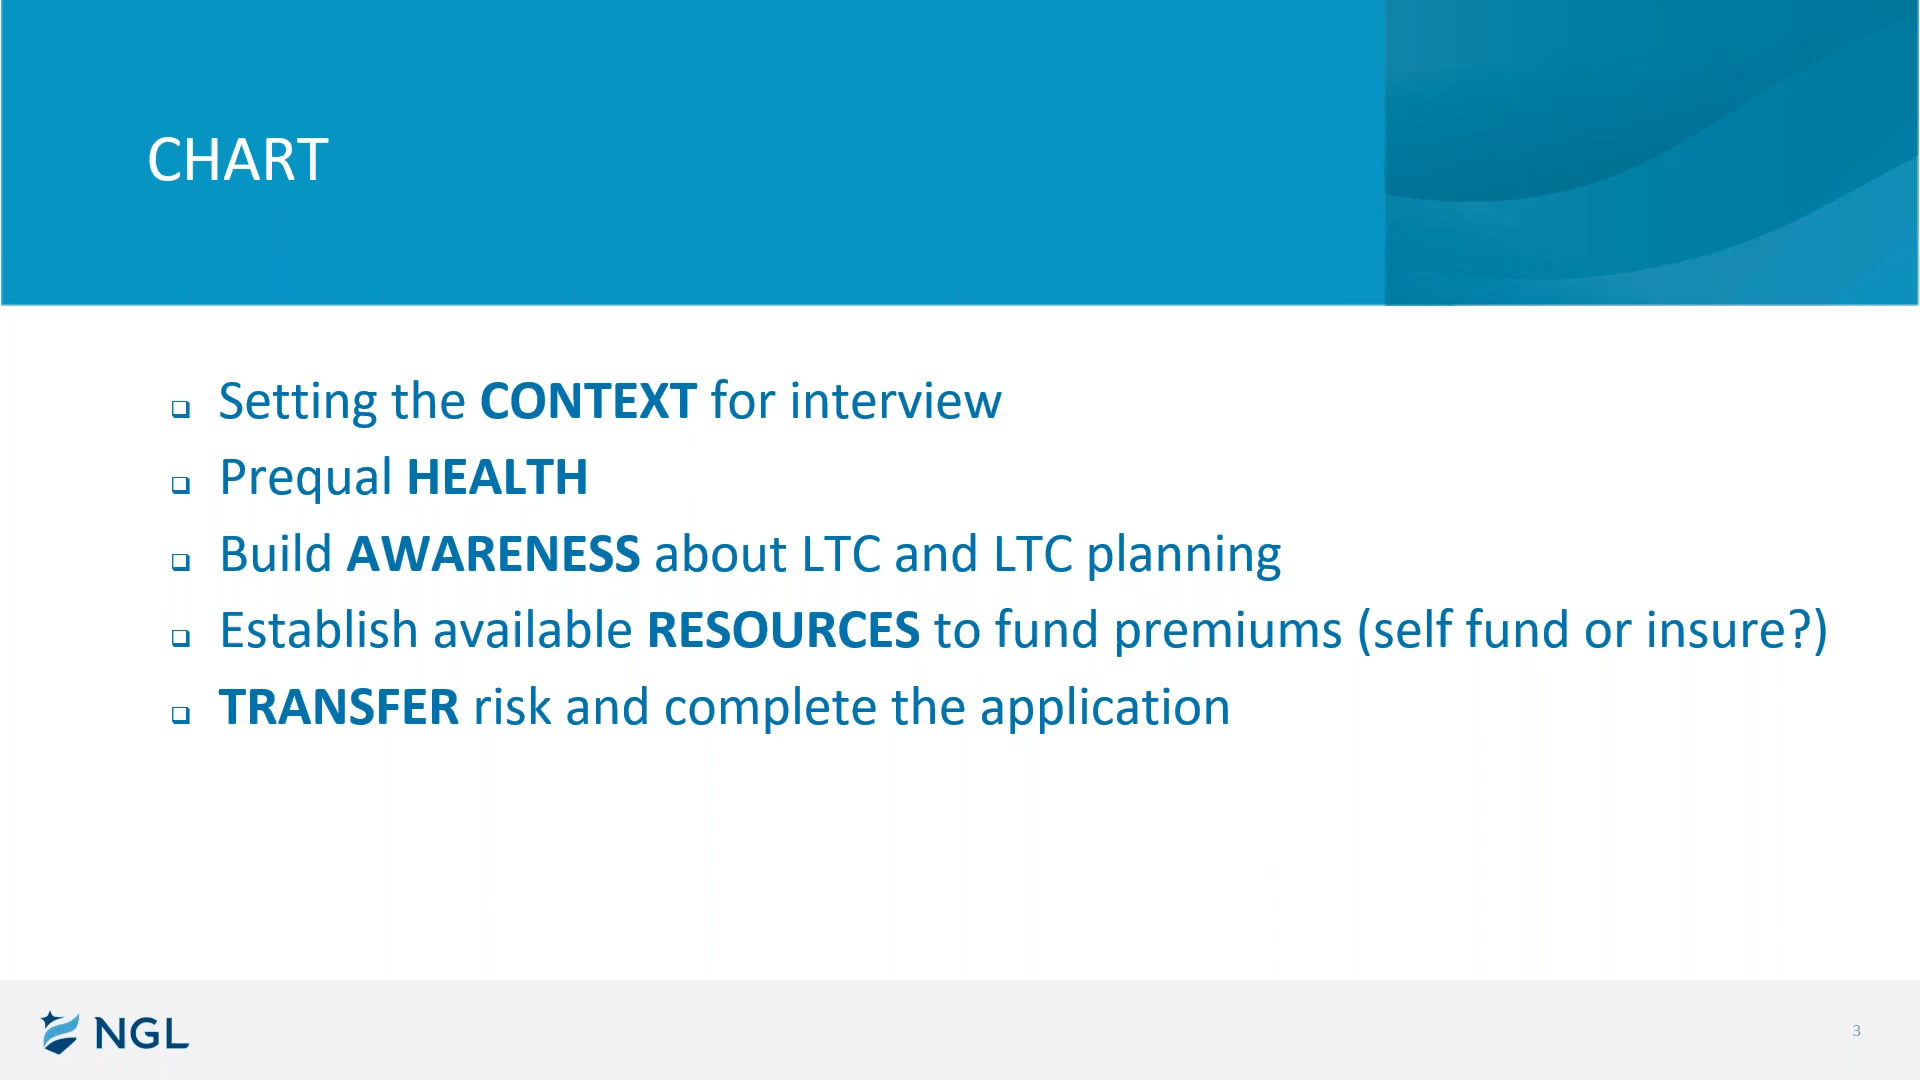 CHART
❑ Setting the CONTEXT for interview
❑ Prequal HEALTH
❑ Build AWARENESS about LTC and LTC planning
❑ Establish available RESOURCES to fund premiums (self fund or insure?)
❑ TRANSFER risk and complete the application
NGL
3